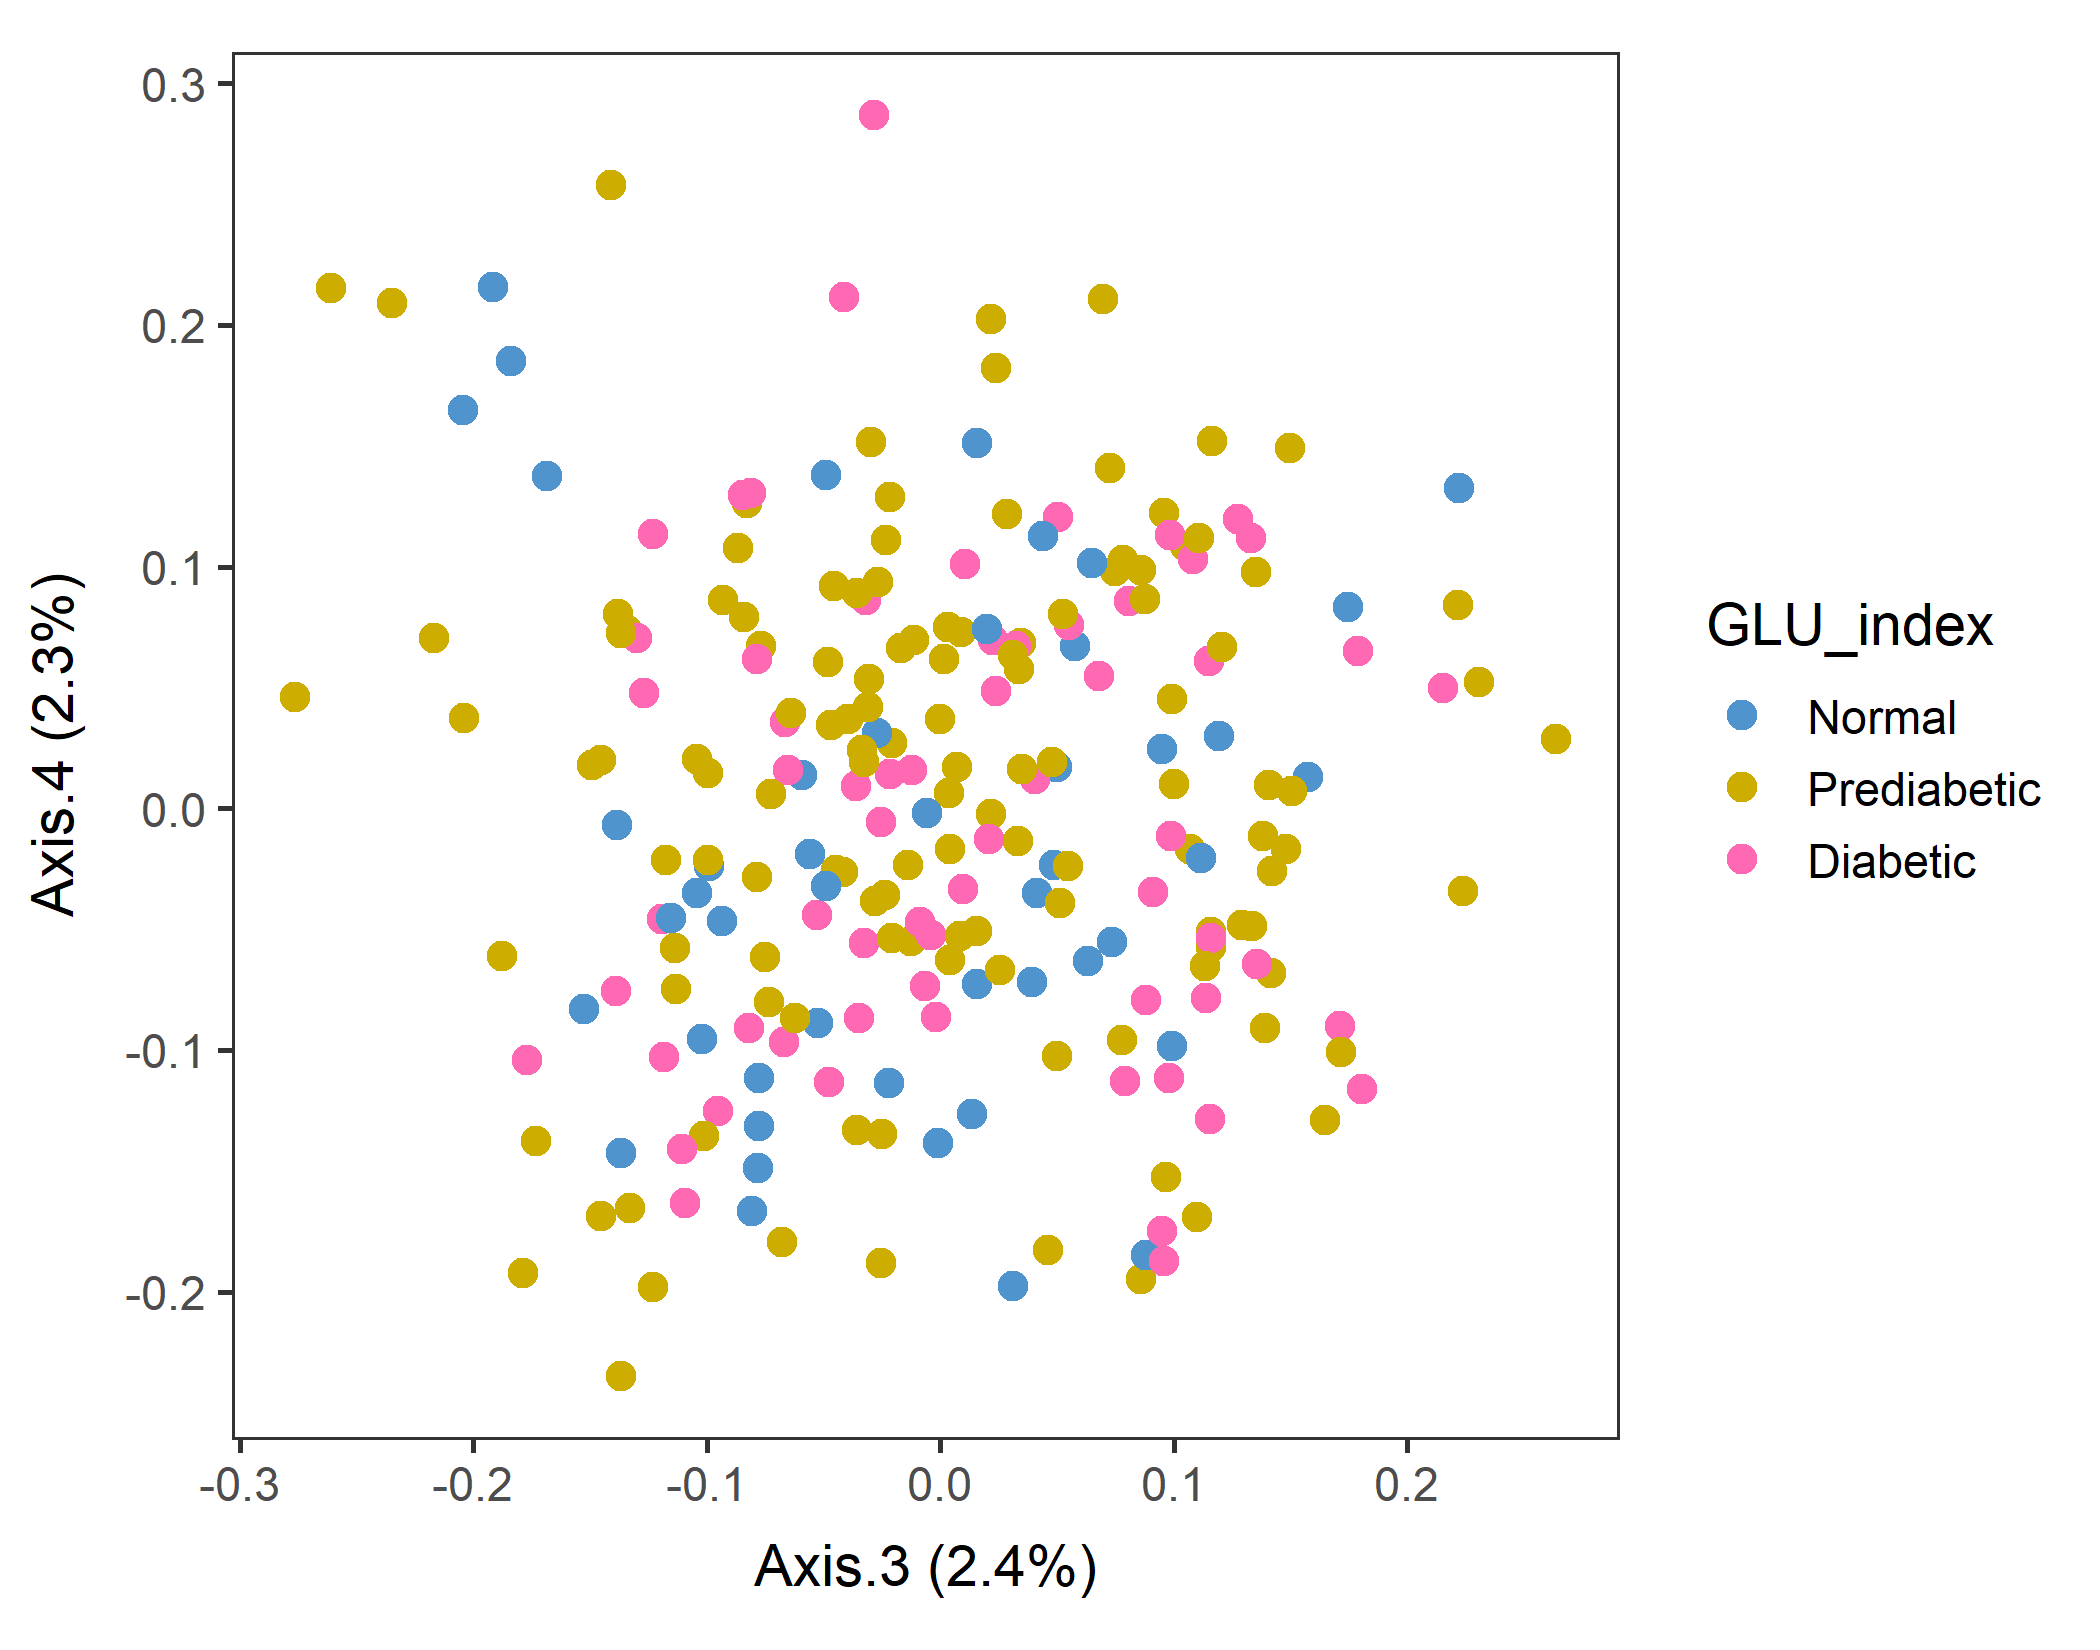 0.3
0.2
0.1
0.0
-0.1
-0.2
Axis.4 (2.3%)
-0.3 -0.2 -0.1 0.0 0.1 0.2
Axis.3 (2.4%)
GLU_index
Normal
Prediabetic
Diabetic